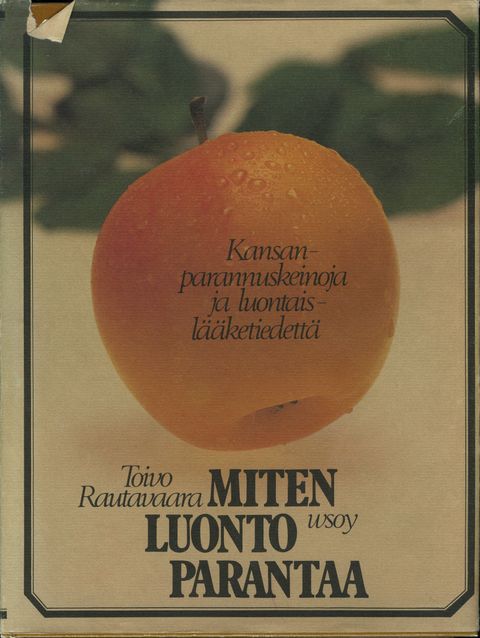 Kansan-
parannuskeinoja
ja luontais-
lääketiedettä
Toivo
Rautavaara MITEN
LUONTO wsoy
PARANTAA